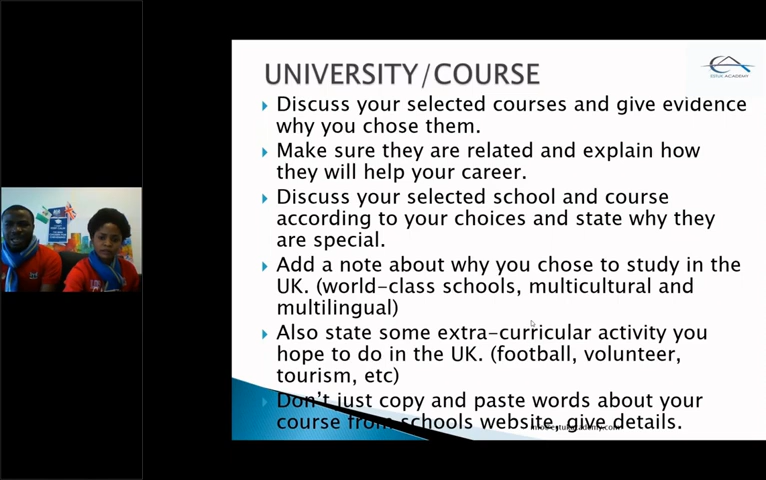 UNIVERSITY/COURSE
Discuss your selected courses and give evidence
why you chose them.
Make sure they are related and explain how
they will help your career.
Discuss your selected school and course
according to your choices and state why they
are special.
Add a note about why you chose to study in the
UK. (world-class schools, multicultural and
multilingual)
Also state some extra-curricular activity you
hope to do in the UK. (football, volunteer,
tourism, etc)
Don't just copy and paste words about your
course from schools website, give details.